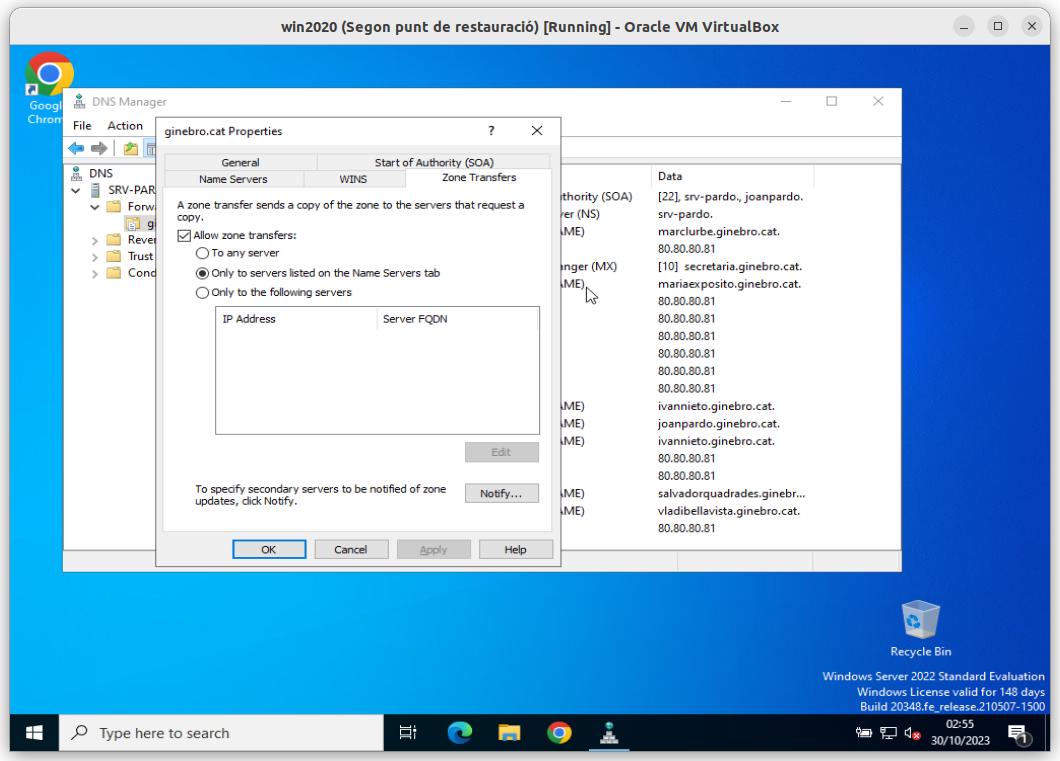 win2020 (Segon punt de restauració) [Running] - Oracle VM VirtualBox
Googl
Chrom
DNS Manager
File Action
ginebro.cat Properties ? ×
General Start of Authority (SOA)
Name Servers WINS Zone Transfers
A zone transfer sends a copy of the zone to the servers that request a
copy.
Allow zone transfers:
To any server
Only to servers listed on the Name Servers tab
Only to the following servers
IP Address Server FQDN
Edit
To specify secondary servers to be notified of zone
updates, click Notify.
Notify...
OK Cancel Apply Help
DNS
SRV-PAR
Forwa
gi
Rever
Trust
Cond
Data
thority (SOA) [22], srv-pardo., joanpardo.
er (NS) srv-pardo.
AME) marclurbe.ginebro.cat.
80.80.80.81
anger (MX) [10] secretaria.ginebro.cat.
AME) mariaexposito.ginebro.cat.
80.80.80.81
80.80.80.81
80.80.80.81
80.80.80.81
80.80.80.81
80.80.80.81
AME) ivannieto.ginebro.cat.
AME) joanpardo.ginebro.cat.
AME) ivannieto.ginebro.cat.
80.80.80.81
80.80.80.81
AME) salvadorquadrades.ginebr...
AME) vladibellavista.ginebro.cat.
80.80.80.81
Recycle Bin
Windows Server 2022 Standard Evaluation
Windows License valid for 148 days
Build 20348.fe_release.210507-1500
Type here to search
02:55
30/10/2023
1